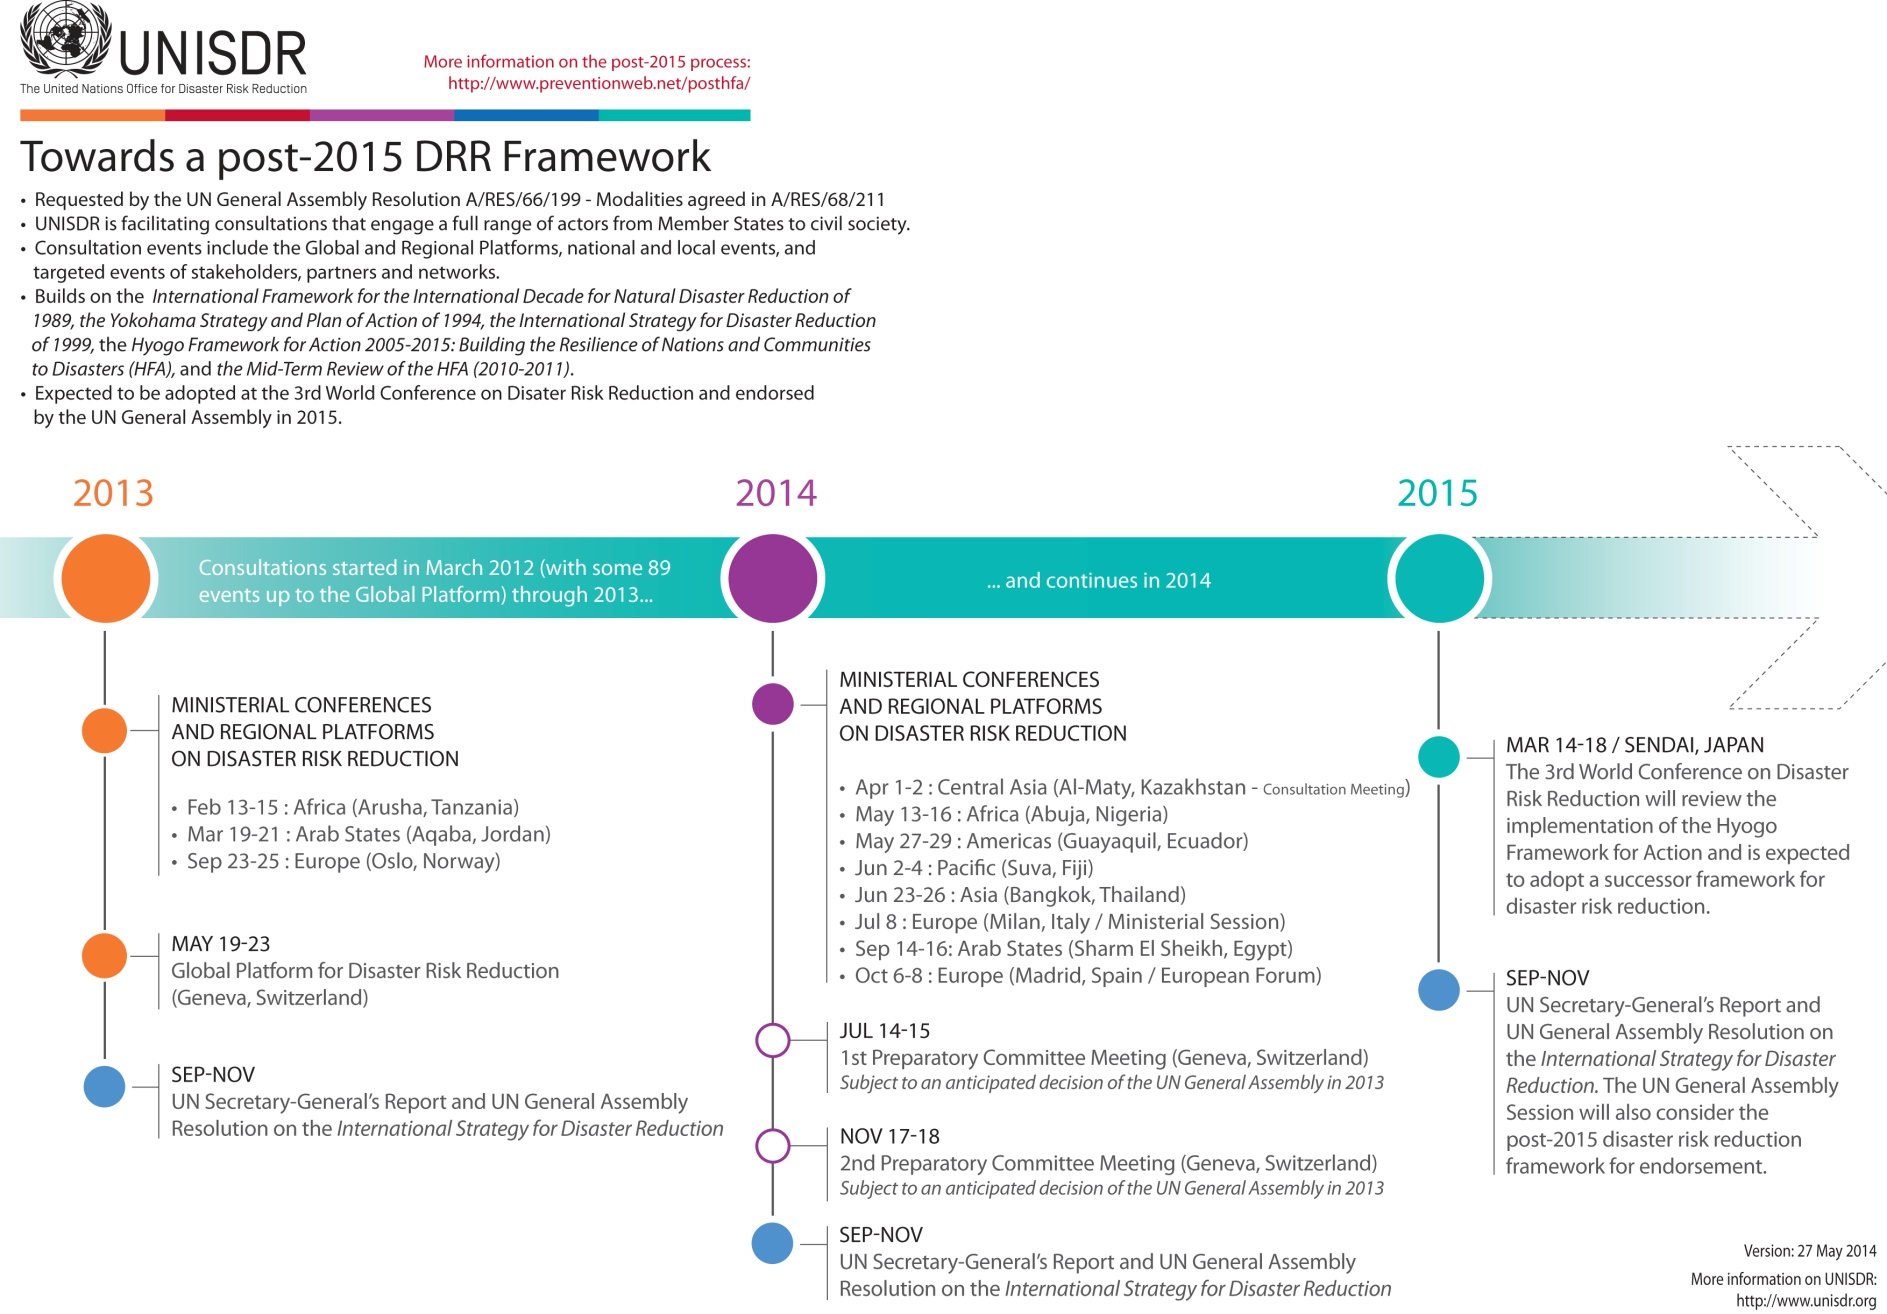 UNISDR
The United Nations Office for Disaster Risk Reduction
More information on the post-2015 process:
http://www.preventionweb.net/posthfa/
Towards a post-2015 DRR Framework
• Requested by the UN General Assembly Resolution A/RES/66/199 - Modalities agreed in A/RES/68/211
• UNISDR is facilitating consultations that engage a full range of actors from Member States to civil society.
• Consultation events include the Global and Regional Platforms, national and local events, and
targeted events of stakeholders, partners and networks.
• Builds on the International Framework for the International Decade for Natural Disaster Reduction of
1989, the Yokohama Strategy and Plan of Action of 1994, the International Strategy for Disaster Reduction
of 1999, the Hyogo Framework for Action 2005-2015: Building the Resilience of Nations and Communities
to Disasters (HFA), and the Mid-Term Review of the HFA (2010-2011).
• Expected to be adopted at the 3rd World Conference on Disater Risk Reduction and endorsed
by the UN General Assembly in 2015.
2013
2014
2015
Consultations started in March 2012 (with some 89
events up to the Global Platform) through 2013...
... and continues in 2014
MINISTERIAL CONFERENCES
AND REGIONAL PLATFORMS
ON DISASTER RISK REDUCTION
• Feb 13-15 : Africa (Arusha, Tanzania)
• Mar 19-21 : Arab States (Aqaba, Jordan)
• Sep 23-25 : Europe (Oslo, Norway)
MAY 19-23
Global Platform for Disaster Risk Reduction
(Geneva, Switzerland)
SEP-NOV
UN Secretary-General's Report and UN General Assembly
Resolution on the International Strategy for Disaster Reduction
MINISTERIAL CONFERENCES
AND REGIONAL PLATFORMS
ON DISASTER RISK REDUCTION
• Apr 1-2 : Central Asia (Al-Maty, Kazakhstan - Consultation Meeting)
• May 13-16 : Africa (Abuja, Nigeria)
• May 27-29 : Americas (Guayaquil, Ecuador)
• Jun 2-4 : Pacific (Suva, Fiji)
• Jun 23-26 : Asia (Bangkok, Thailand)
• Jul 8 : Europe (Milan, Italy / Ministerial Session)
• Sep 14-16: Arab States (Sharm El Sheikh, Egypt)
• Oct 6-8 : Europe (Madrid, Spain / European Forum)
JUL 14-15
1st Preparatory Committee Meeting (Geneva, Switzerland)
Subject to an anticipated decision of the UN General Assembly in 2013
NOV 17-18
2nd Preparatory Committee Meeting (Geneva, Switzerland)
Subject to an anticipated decision of the UN General Assembly in 2013
SEP-NOV
UN Secretary-General's Report and UN General Assembly
Resolution on the International Strategy for Disaster Reduction
MAR 14-18 / SENDAI, JAPAN
The 3rd World Conference on Disaster
Risk Reduction will review the
implementation of the Hyogo
Framework for Action and is expected
to adopt a successor framework for
disaster risk reduction.
SEP-NOV
UN Secretary-General's Report and
UN General Assembly Resolution on
the International Strategy for Disaster
Reduction. The UN General Assembly
Session will also consider the
post-2015 disaster risk reduction
framework for endorsement.
Version: 27 May 2014
More information on UNISDR:
http://www.unisdr.org